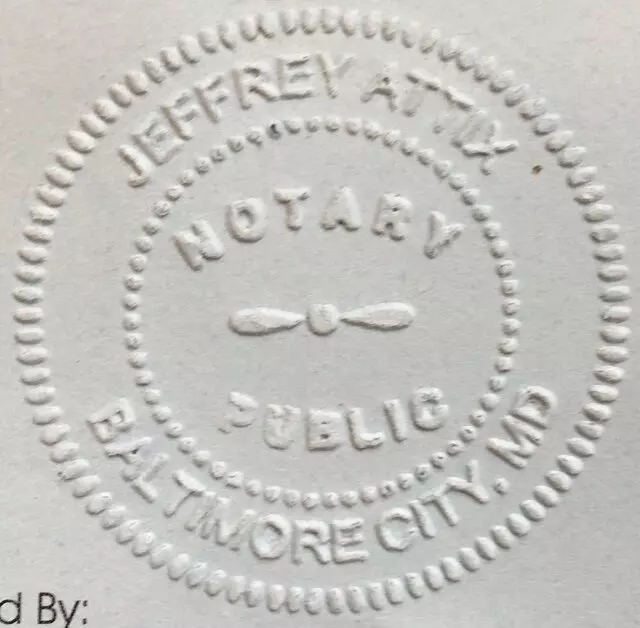 JEFFREY ATTIX
NOTARY
PUBLIC
BALTIMORE CITY, MD
d By: